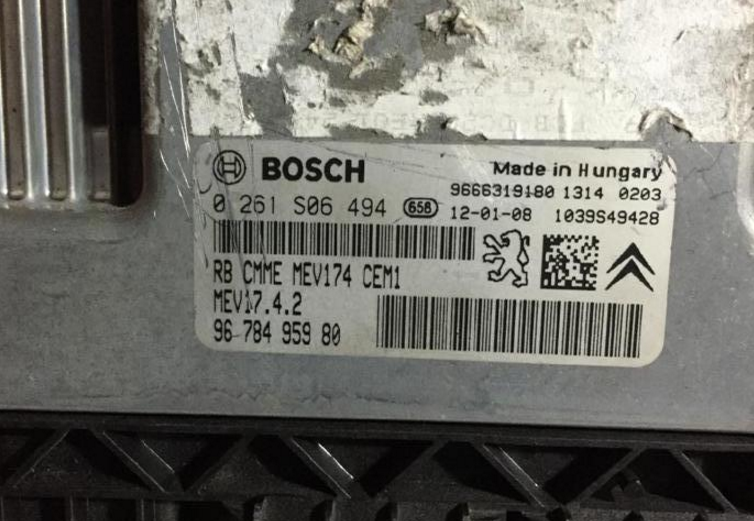 BOSCH
Made in Hungary
9666319180 1314 0203
0 261 S06 494 658 12-01-08 1039S49428
RB CMME MEV174 CEM1
MEV17.4.2
96 784 959 80